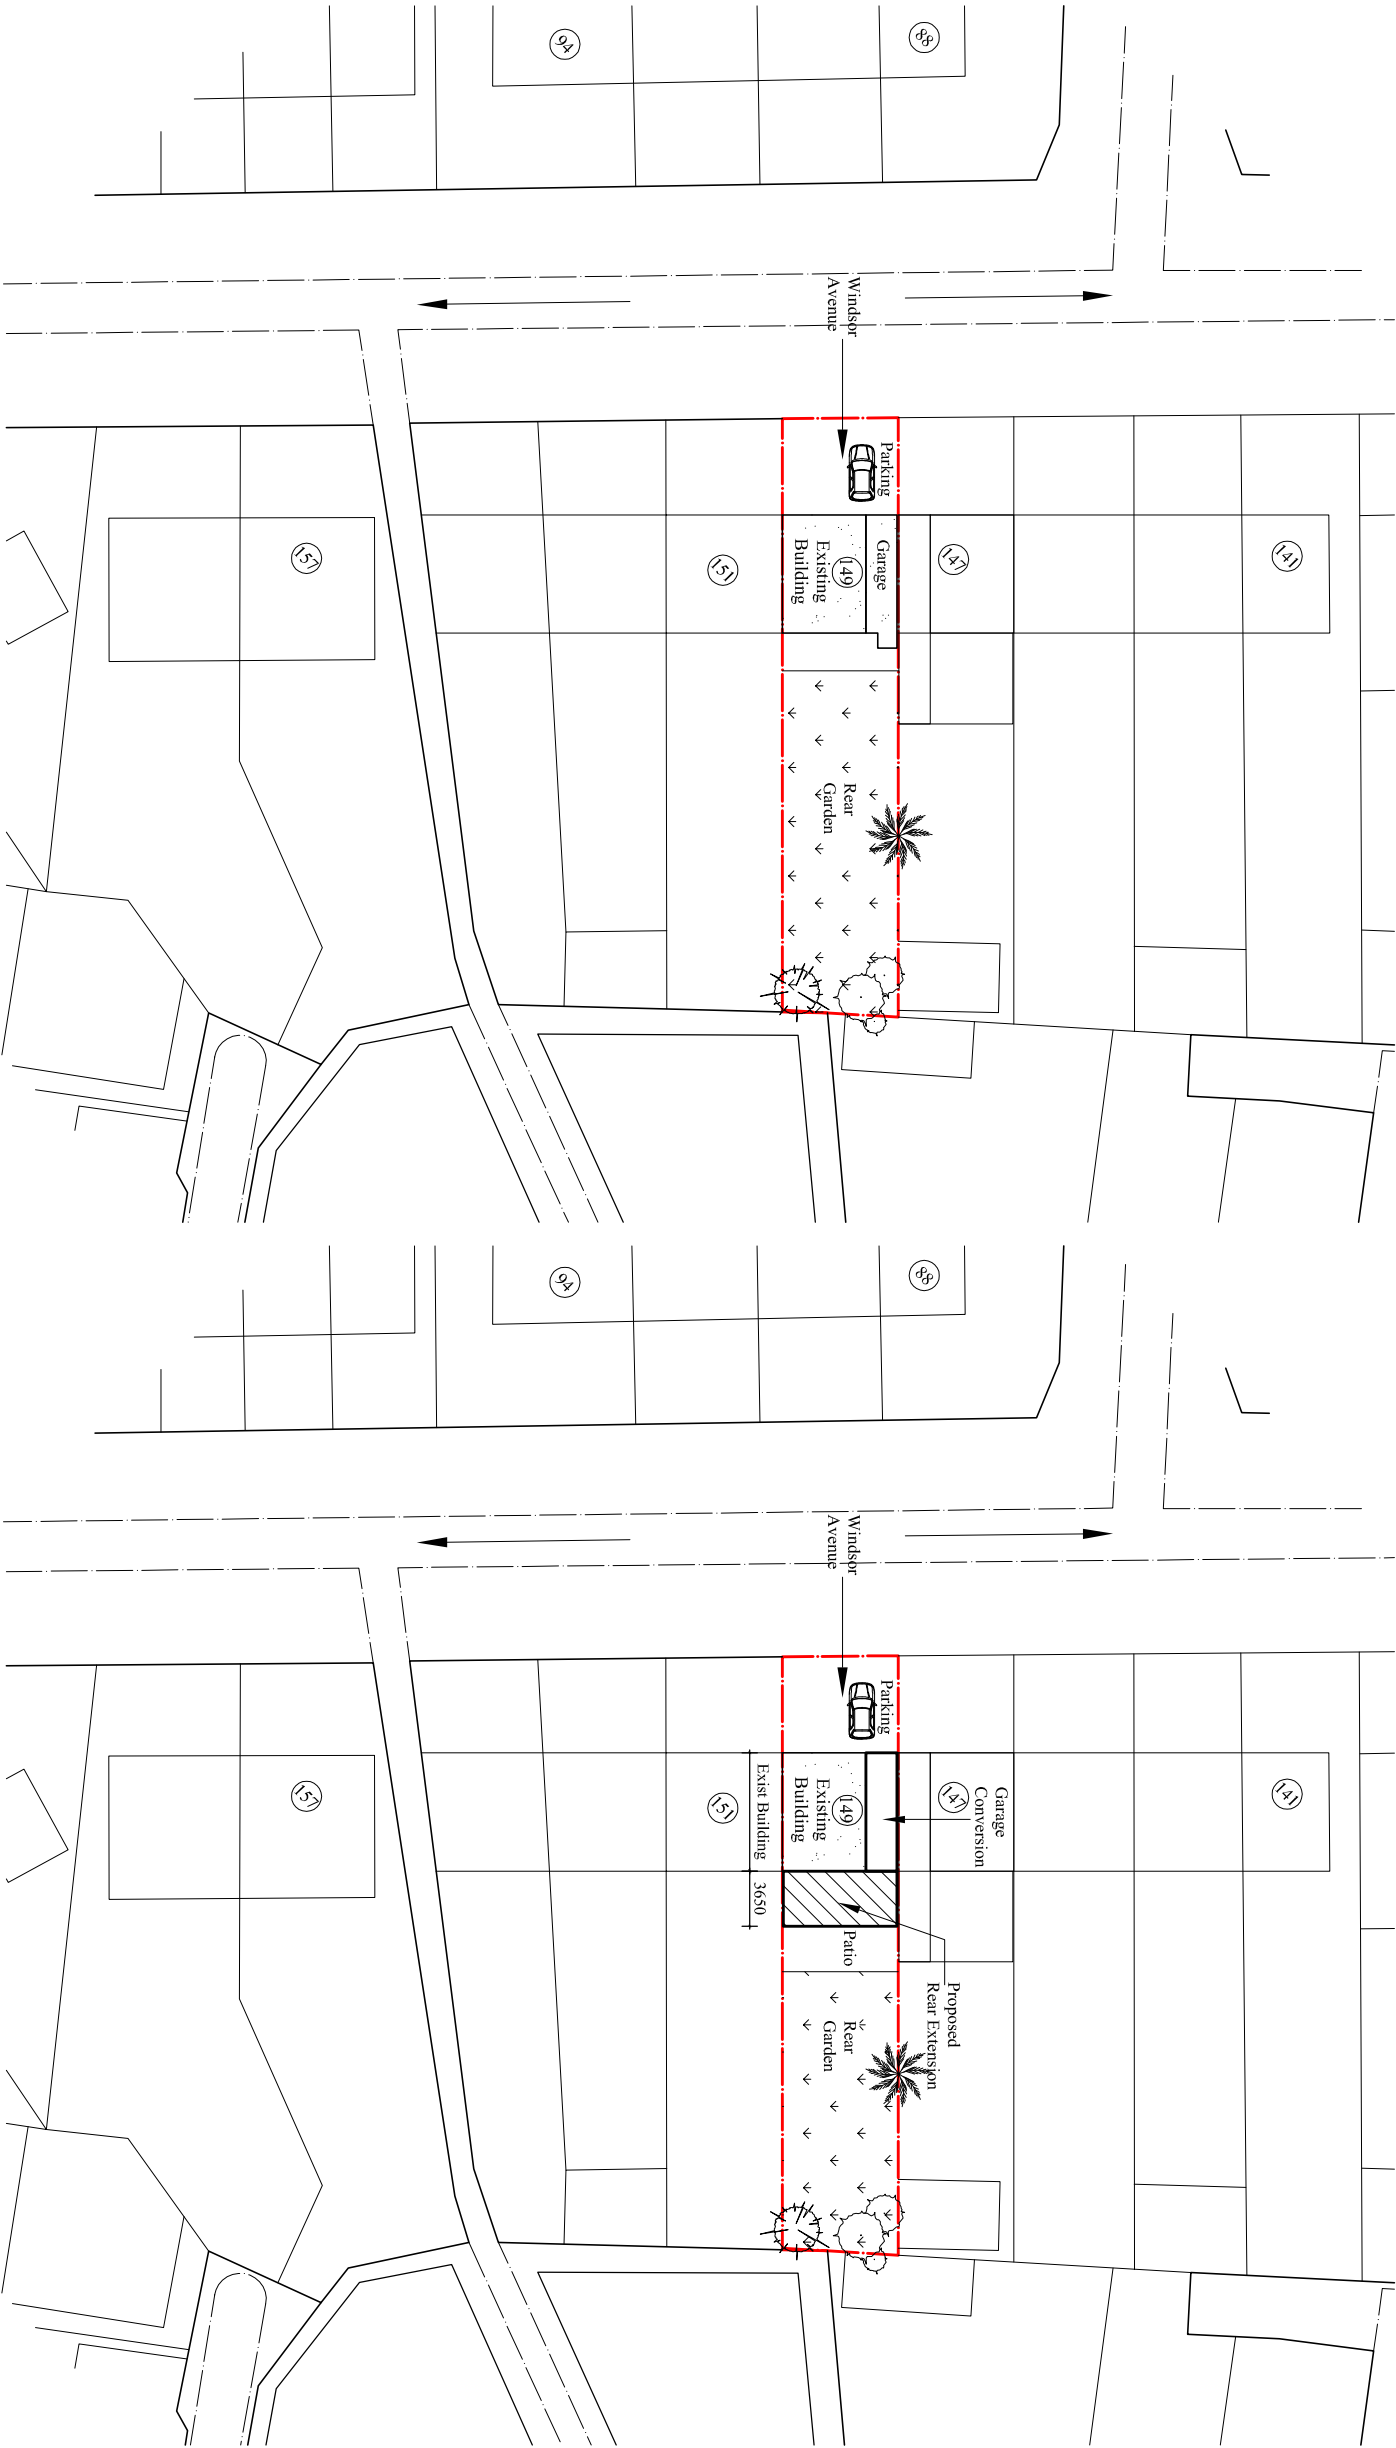 94
88
Windsor
Avenue
Parking
157
151
Garage
149
Existing
Building
147
141
Rear
Garden
94
88
Windsor
Avenue
Parking
157
151
Exist Building
3650
149
Existing
Building
147
Garage
Conversion
141
Patio
Proposed
Rear Extension
Rear
Garden